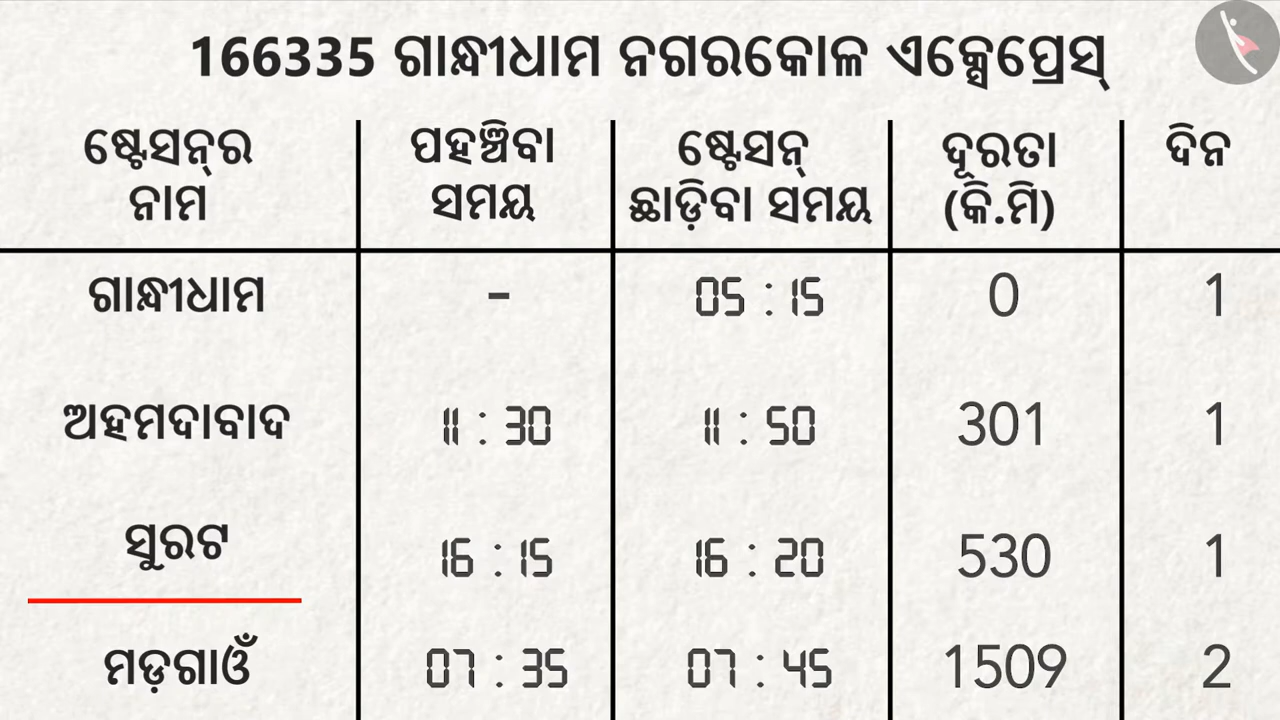 166335 ଗାନ୍ଧୀଧାମ ନଗରକୋଳ ଏକ୍ସେପ୍ରେସ୍
ଷ୍ଟେସନ୍‌ର ନାମ ପହଞ୍ଚିବା ସମୟ ଷ୍ଟେସନ୍ ଛାଡ଼ିବା ସମୟ ଦୂରତା (କି.ମି) ଦିନ
ଗାନ୍ଧୀଧାମ - 05 : 15 0 1
ଅହମଦାବାଦ 11 : 30 11 : 50 301 1
ସୁରଟ 16 : 15 16 : 20 530 1
ମଡ଼ଗାଓଁ 07 : 35 07 : 45 1509 2